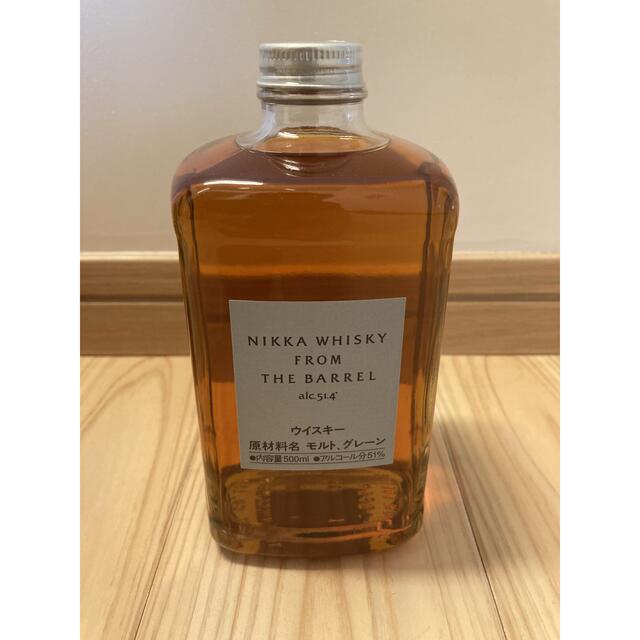 NIKKA WHISKY
FROM
THE BARREL
alc.51.4°
ウイスキー
原材料名 モルト、グレーン
●内容量500ml ●アルコール分51%